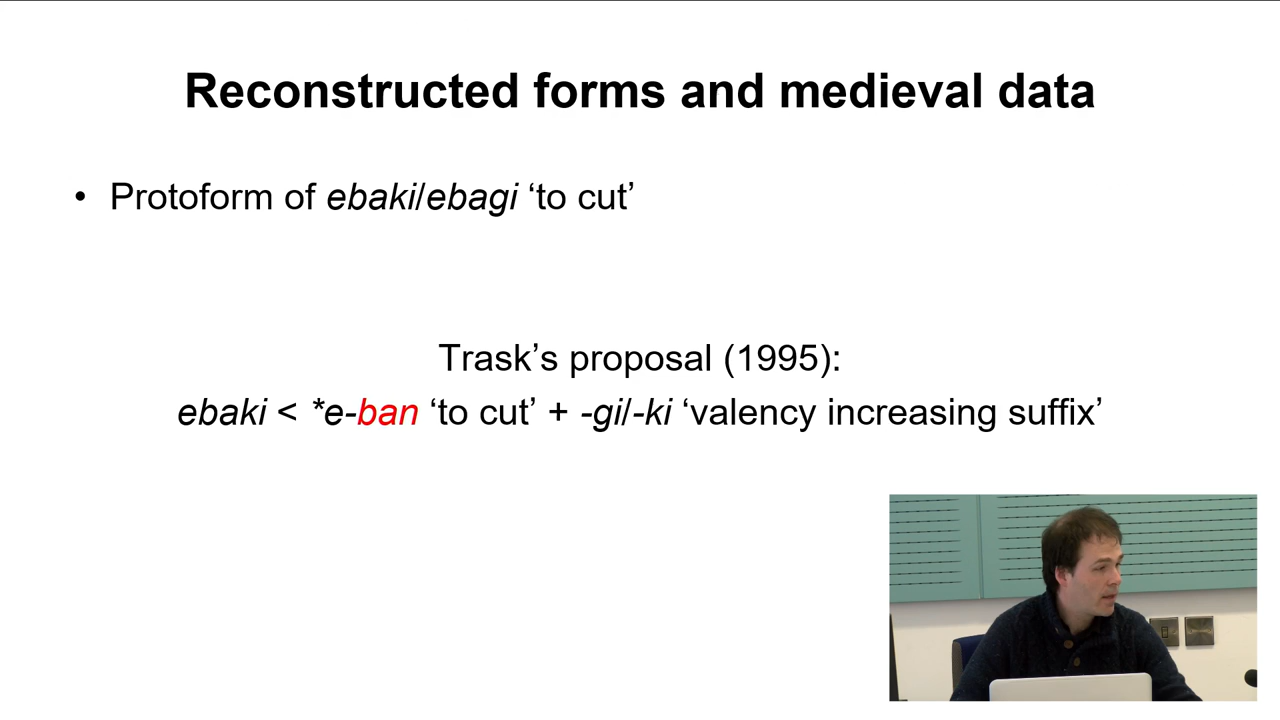 Reconstructed forms and medieval data
• Protoform of ebaki/ebagi ‘to cut’
Trask’s proposal (1995):
ebaki < *e-ban ‘to cut’ + -gi/-ki ‘valency increasing suffix’